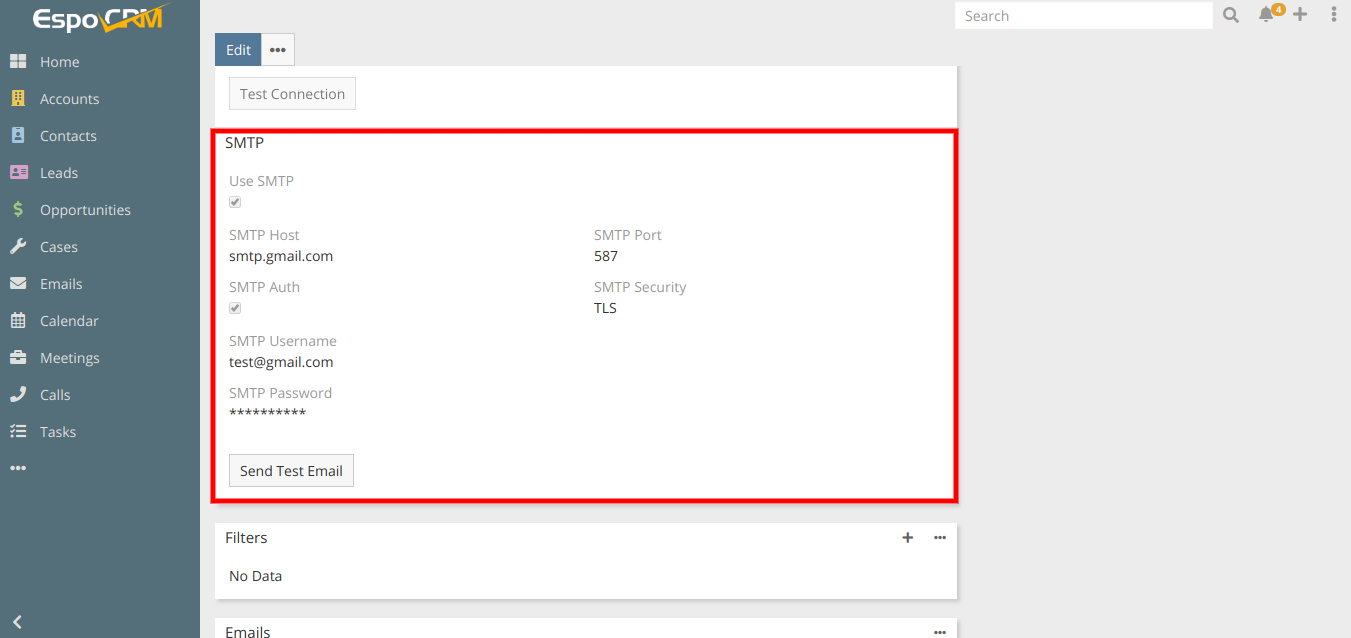 EspoCRM
Search
4
Home
Accounts
Contacts
Leads
Opportunities
Cases
Emails
Calendar
Meetings
Calls
Tasks
Edit
Test Connection
SMTP
Use SMTP
SMTP Host
smtp.gmail.com
SMTP Port
587
SMTP Auth
SMTP Security
TLS
SMTP Username
test@gmail.com
SMTP Password
**********
Send Test Email
Filters
No Data
Emails